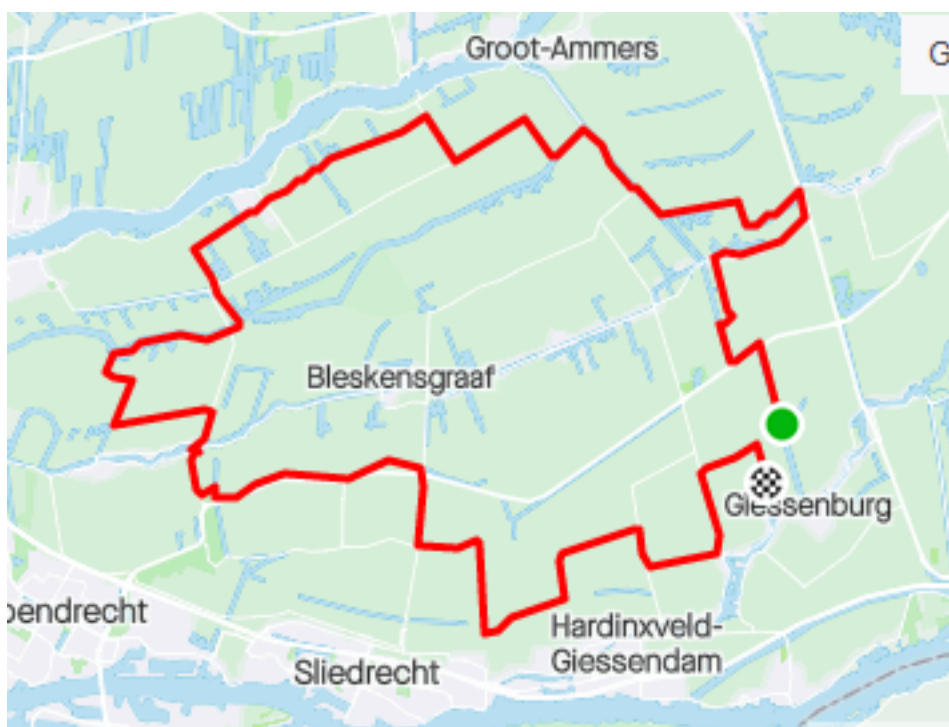 Groot-Ammers
G
Bleskensgraaf
Giessenburg
pendrecht
Hardinxveld-
Giessendam
Sliedrecht